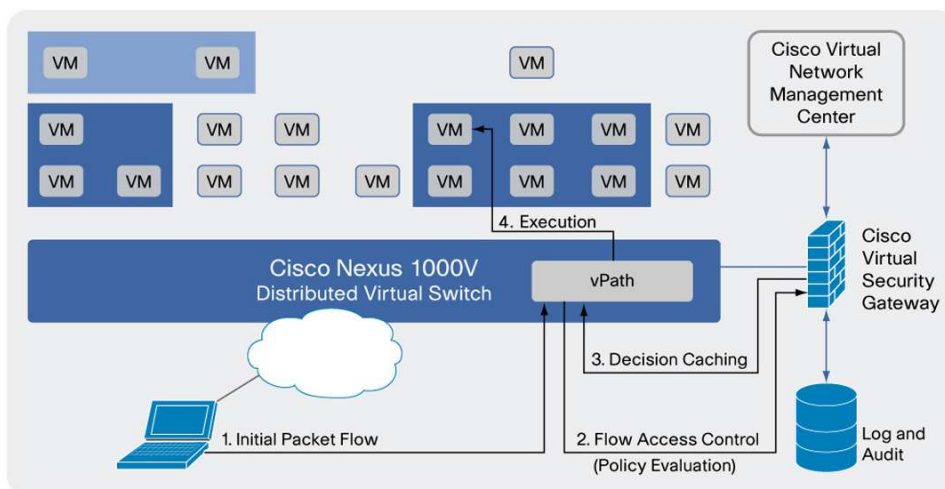 VM VM VM
Cisco Virtual
Network
Management
Center
VM VM VM VM VM VM VM
VM VM VM VM VM VM VM VM VM
4. Execution
Cisco Nexus 1000V
Distributed Virtual Switch
vPath
Cisco
Virtual
Security
Gateway
3. Decision Caching
1. Initial Packet Flow
2. Flow Access Control
(Policy Evaluation)
Log and
Audit